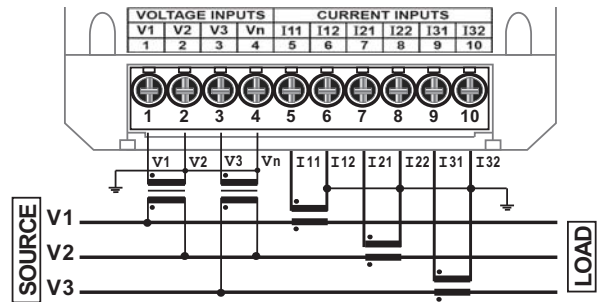 VOLTAGE INPUTS CURRENT INPUTS
V1 V2 V3 Vn I11 I12 I21 I22 I31 I32
1 2 3 4 5 6 7 8 9 10
1 2 3 4 5 6 7 8 9 10
V1 V2 V3 Vn I11 I12 I21 I22 I31 I32
SOURCE
V1
V2
V3
LOAD